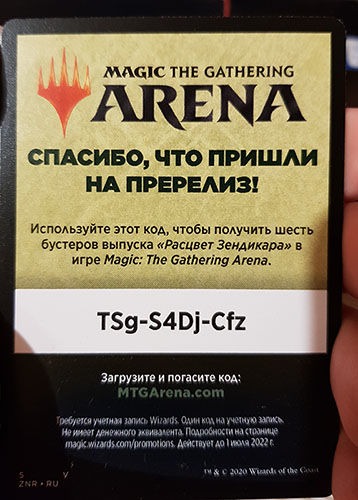 MAGIC THE GATHERING
ARENA
СПАСИБО, ЧТО ПРИШЛИ
НА ПРЕРЕЛИЗ!
Используйте этот код, чтобы получить шесть
бустеров выпуска «Расцвет Зендикара» в
игре Magic: The Gathering Arena.
TSg-S4Dj-Cfz
Загрузите и погасите код:
MTGArena.com
Требуется учетная запись Wizards. Один код на учетную запись.
Не имеет денежного эквивалента. Подробности на странице
magic.wizards.com/promotions. Действует до 1 июля 2022 г.
5 У
ZNR • RU
™ & © 2020 Wizards of the Coast